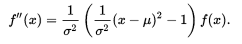 f''(x) = \frac{1}{\sigma^2} \left( \frac{1}{\sigma^2} (x - \mu)^2 - 1 \right) f(x).